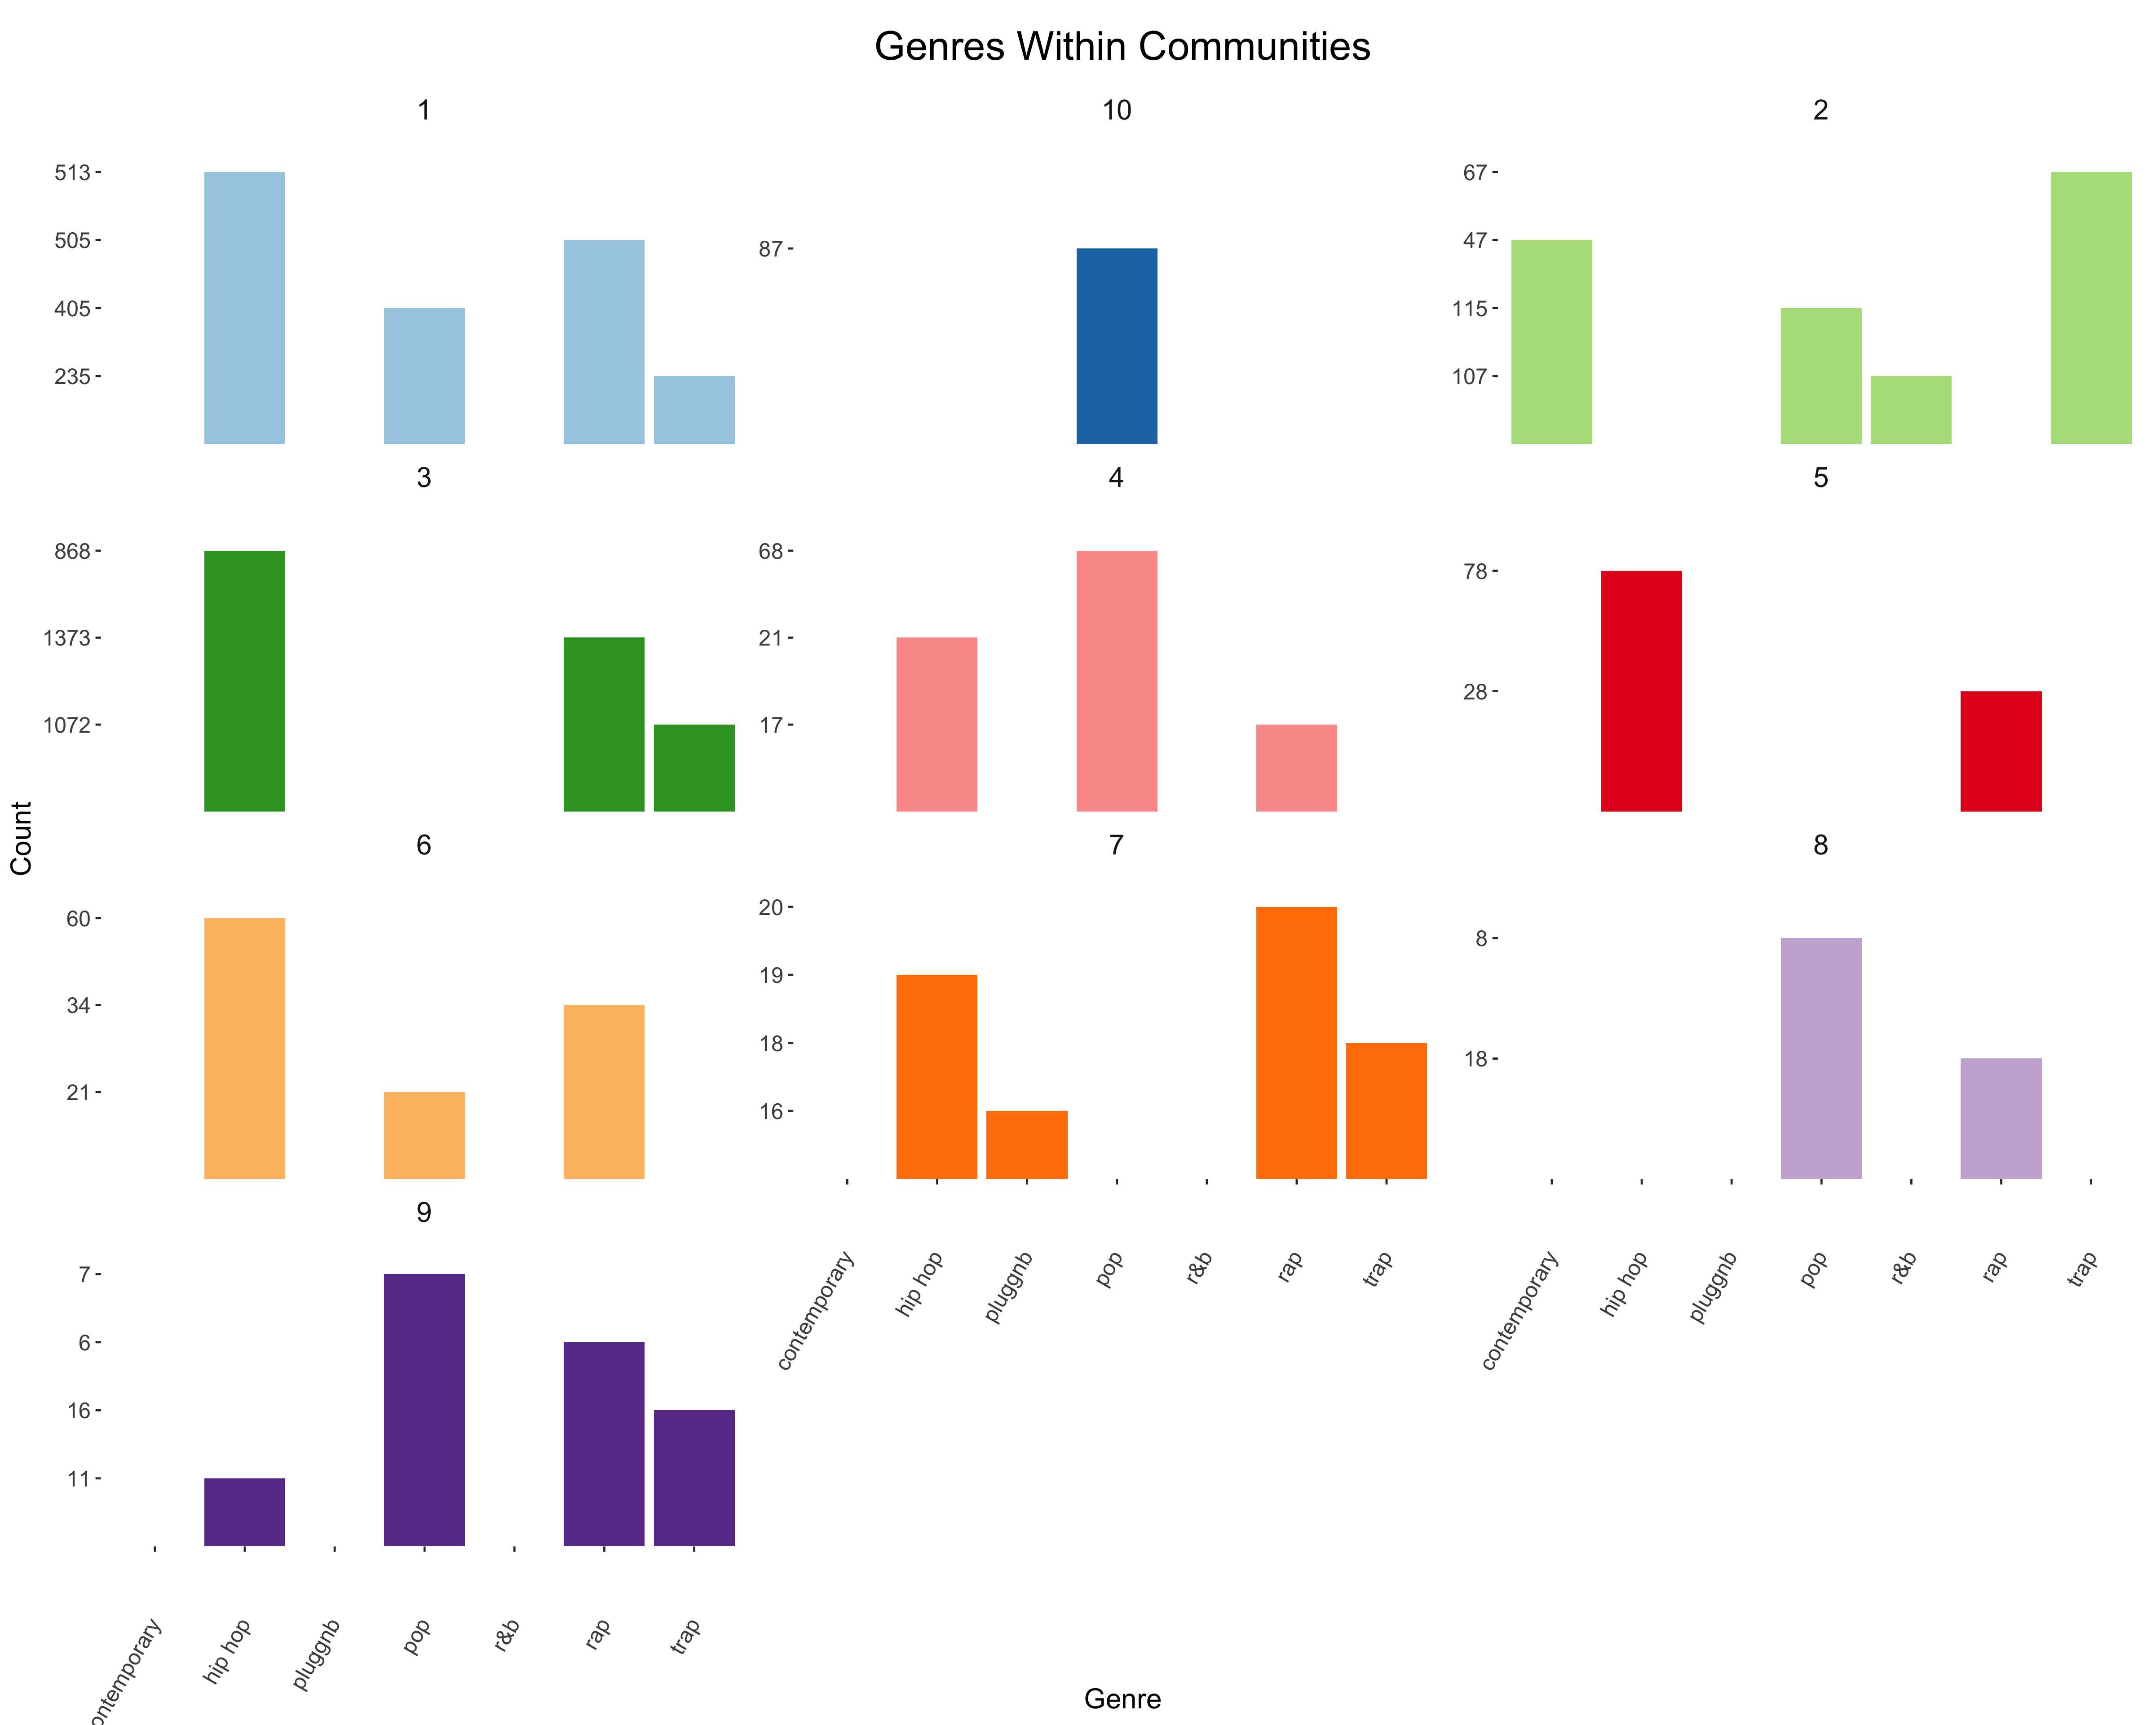 Genres Within Communities
1
10
2
513
505
405
235
87
67
47
115
107
3
4
5
868
1373
1072
68
21
17
78
28
Count
6
7
8
60
34
21
20
19
18
16
8
18
contemporary
hip hop
pluggnb
pop
r&b
rap
trap
contemporary
hip hop
pluggnb
pop
r&b
rap
trap
9
7
6
16
11
ontemporary
hip hop
pluggnb
pop
r&b
rap
trap
Genre